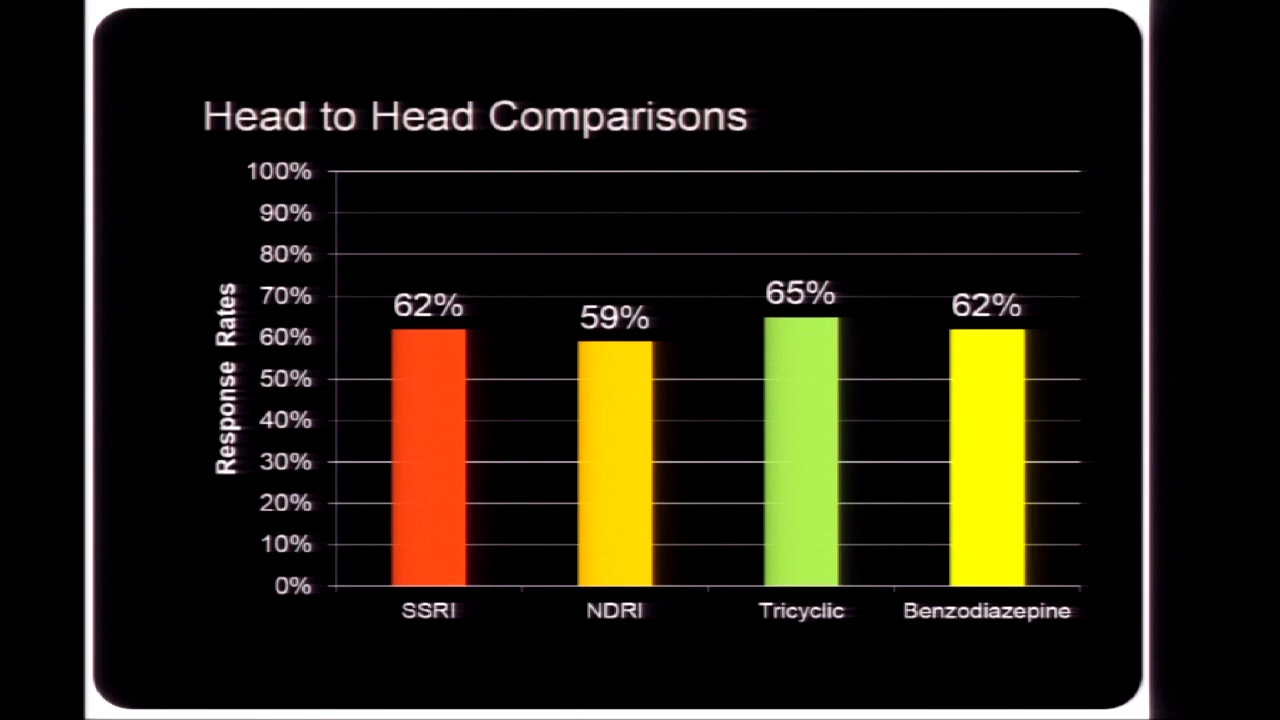 Head to Head Comparisons
100%
90%
80%
70%
60%
50%
40%
30%
20%
10%
0%
Response Rates
62%
59%
65%
62%
SSRI
NDRI
Tricyclic
Benzodiazepine